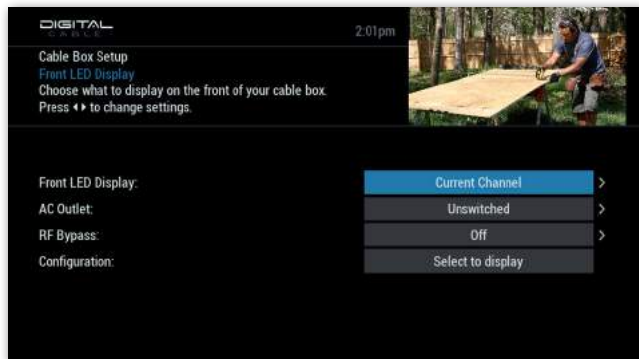 DIGITAL
CABLE
2:01pm
Cable Box Setup
Front LED Display
Choose what to display on the front of your cable box.
Press ◂ ▸ to change settings.
Front LED Display: Current Channel >
AC Outlet: Unswitched >
RF Bypass: Off >
Configuration: Select to display